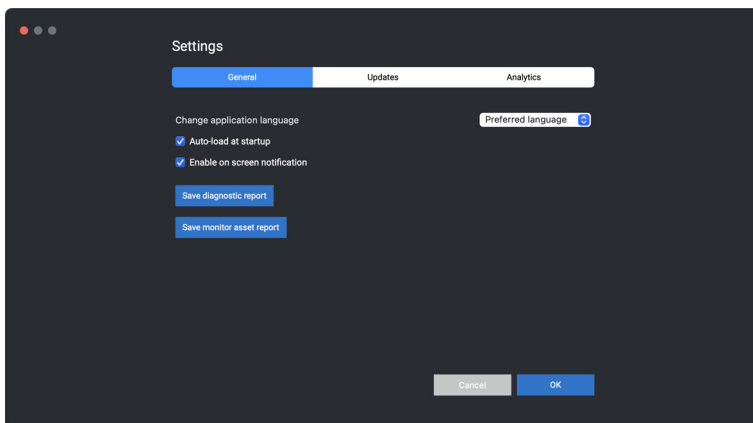 Settings
General Updates Analytics
Change application language Preferred language
Auto-load at startup
Enable on screen notification
Save diagnostic report
Save monitor asset report
Cancel OK